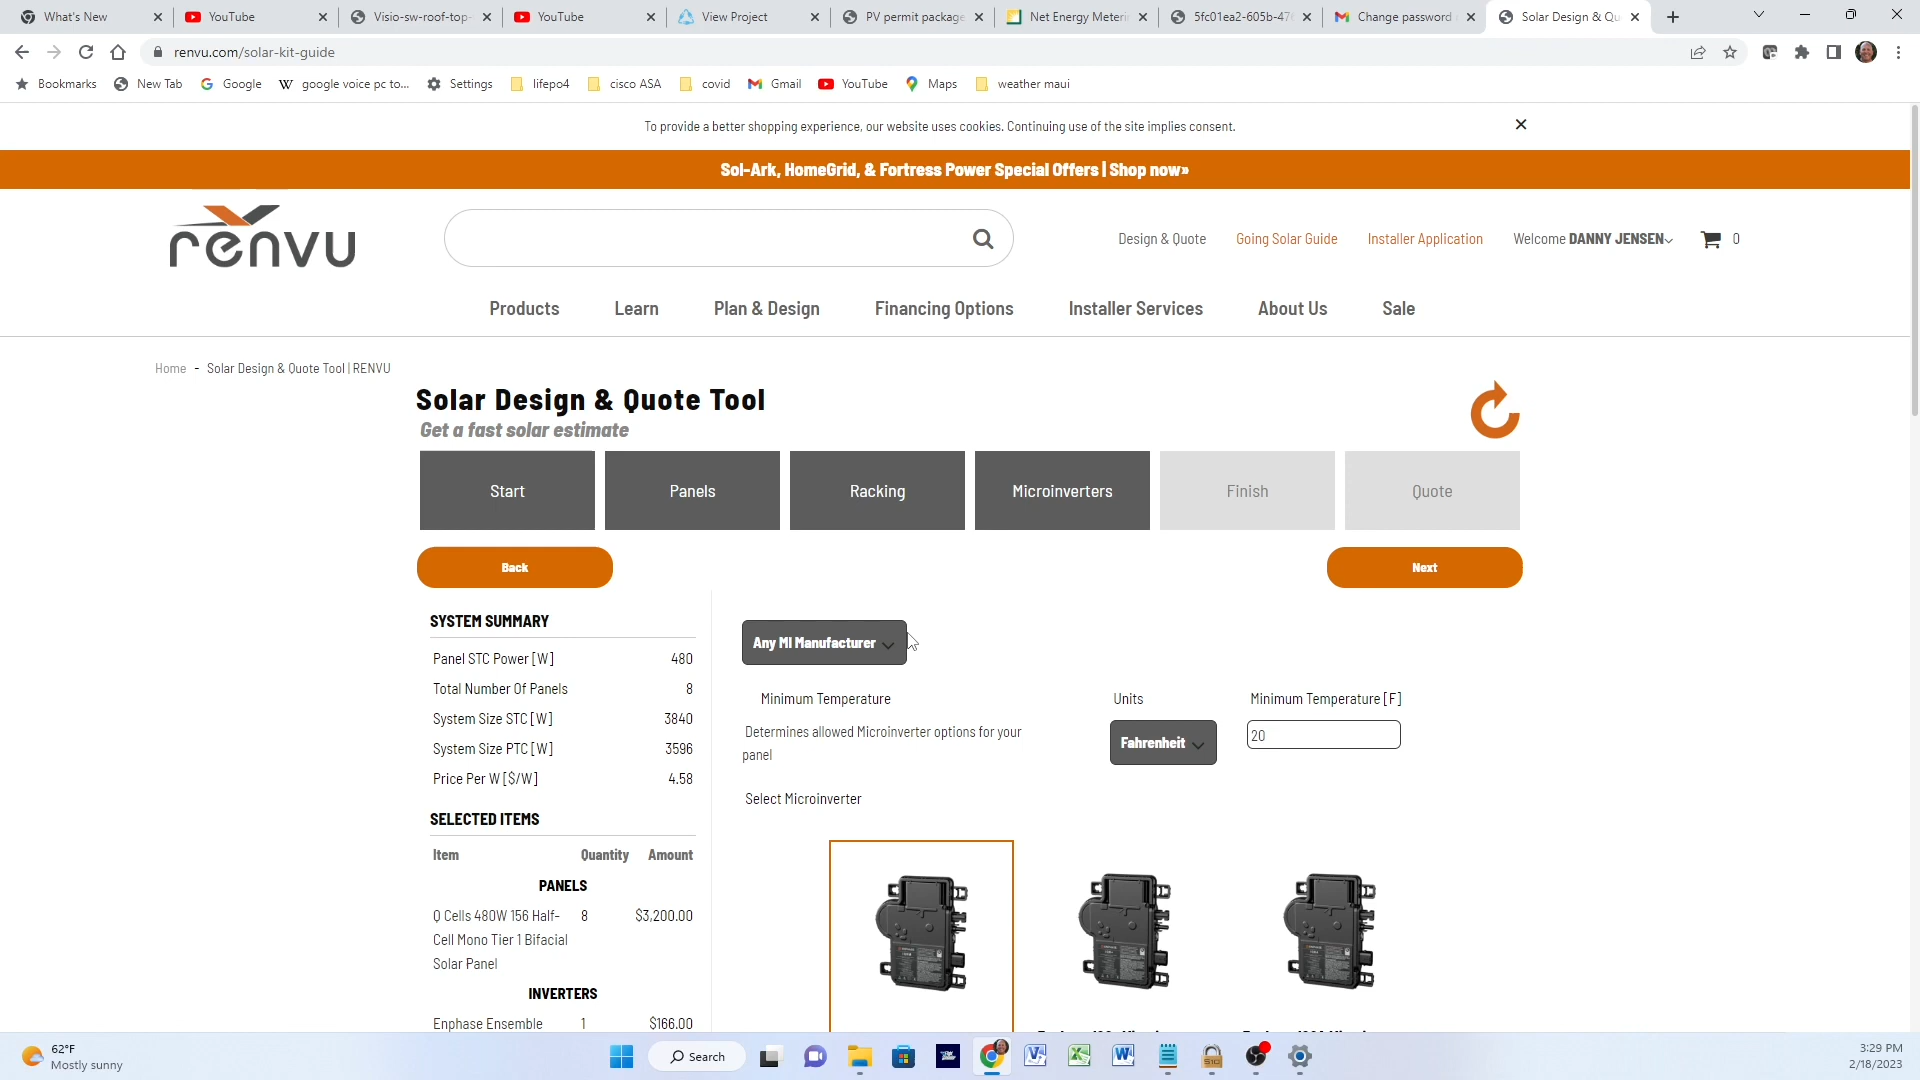 What's New
YouTube
Visio-sw-roof-top-
YouTube
View Project
PV permit package
Net Energy Meterin
5fc01ea2-605b-476
Change password
Solar Design & Qu
renvu.com/solar-kit-guide
Bookmarks
New Tab
Google
google voice pc to...
Settings
lifepo4
cisco ASA
covid
Gmail
YouTube
Maps
weather maui
To provide a better shopping experience, our website uses cookies. Continuing use of the site implies consent.
Sol-Ark, HomeGrid, & Fortress Power Special Offers | Shop now»
renvu
Design & Quote
Going Solar Guide
Installer Application
Welcome DANNY JENSEN
0
Products
Learn
Plan & Design
Financing Options
Installer Services
About Us
Sale
Home - Solar Design & Quote Tool | RENVU
Solar Design & Quote Tool
Get a fast solar estimate
Start
Panels
Racking
Microinverters
Finish
Quote
Back
Next
SYSTEM SUMMARY
Panel STC Power [W] 480
Total Number Of Panels 8
System Size STC [W] 3840
System Size PTC [W] 3596
Price Per W [$/W] 4.58
SELECTED ITEMS
Item Quantity Amount
PANELS
Q Cells 480W 156 Half- 8 $3,200.00
Cell Mono Tier 1 Bifacial
Solar Panel
INVERTERS
Enphase Ensemble 1 $166.00
Any MI Manufacturer
Minimum Temperature
Units
Minimum Temperature [F]
Determines allowed Microinverter options for your
panel
Fahrenheit
20
Select Microinverter
62°F
Mostly sunny
Search
3:29 PM
2/18/2023